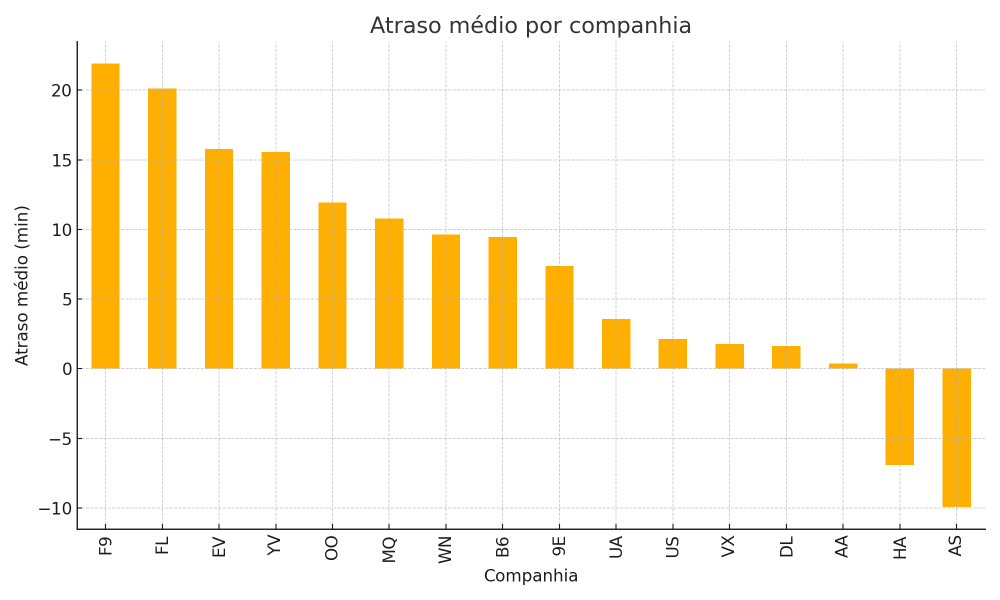 Atraso médio por companhia
Atraso médio (min)
20
15
10
5
0
−5
−10
F9 FL EV YV OO MQ WN B6 9E UA US VX DL AA HA AS
Companhia